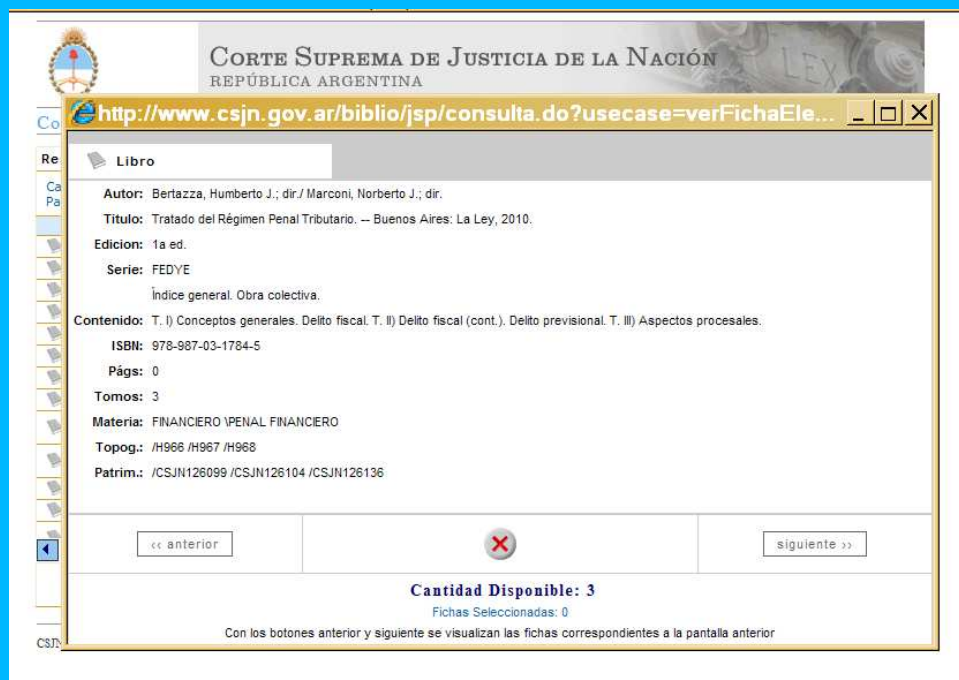 CORTE SUPREMA DE JUSTICIA DE LA NACIÓN
REPÚBLICA ARGENTINA
LEX
http://www.csjn.gov.ar/biblio/jsp/consulta.do?usecase=verFichaEle...
Co
Re
Ca
Pa
Libro
Autor: Bertazza, Humberto J.; dir./ Marconi, Norberto J.; dir.
Titulo: Tratado del Régimen Penal Tributario. -- Buenos Aires: La Ley, 2010.
Edicion: 1a ed.
Serie: FEDYE
Índice general. Obra colectiva.
Contenido: T. I) Conceptos generales. Delito fiscal. T. II) Delito fiscal (cont.). Delito previsional. T. III) Aspectos procesales.
ISBN: 978-987-03-1784-5
Págs: 0
Tomos: 3
Materia: FINANCIERO \PENAL FINANCIERO
Topog.: /H966 /H967 /H968
Patrim.: /CSJN126099 /CSJN126104 /CSJN126136
‹‹ anterior
siguiente ››
Cantidad Disponible: 3
Fichas Seleccionadas: 0
Con los botones anterior y siguiente se visualizan las fichas correspondientes a la pantalla anterior
CSJN